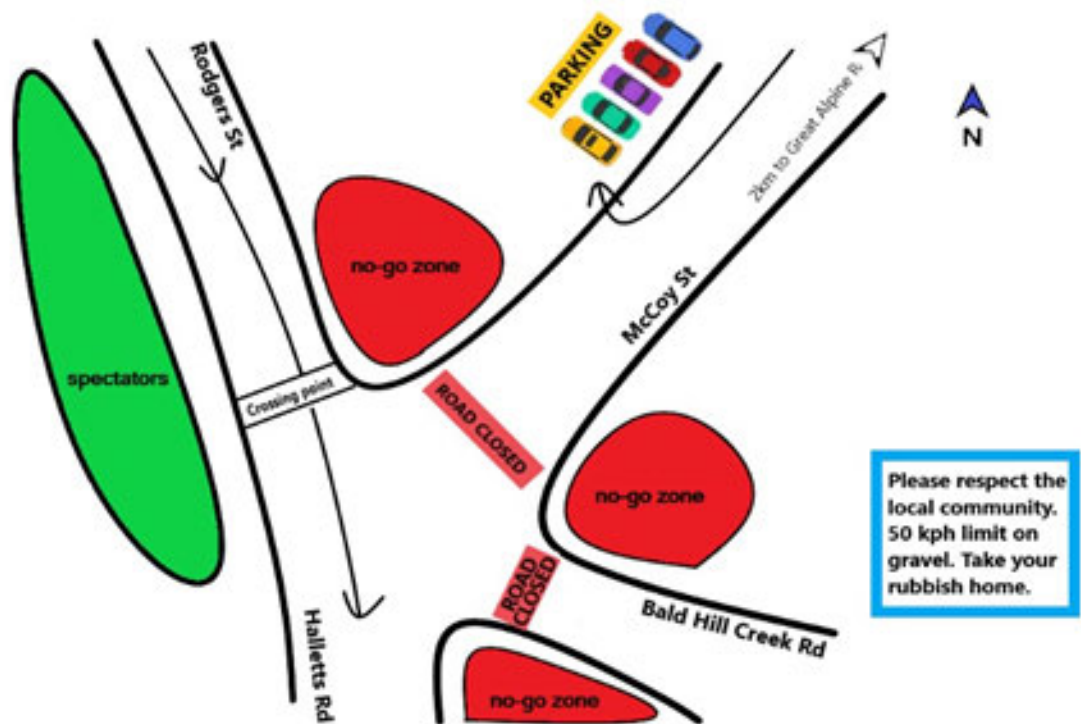 PARKING
Rodgers St
2km to Great Alpine R
N
no-go zone
McCoy St
spectators
Crossing point
ROAD CLOSED
no-go zone
Please respect the
local community.
50 kph limit on
gravel. Take your
rubbish home.
ROAD
CLOSED
Bald Hill Creek Rd
Halletts Rd
no-go zone